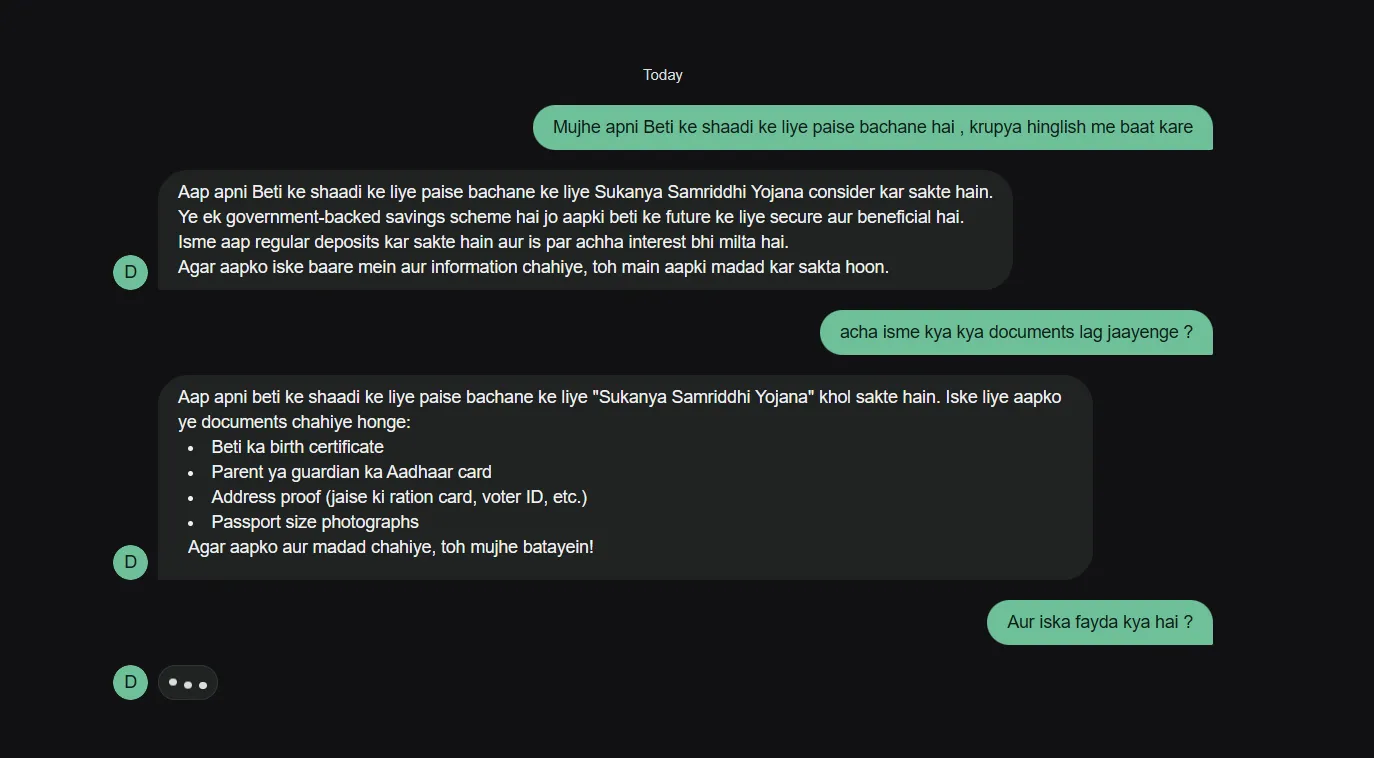 Today
Mujhe apni Beti ke shaadi ke liye paise bachane hai , krupya hinglish me baat kare
Aap apni Beti ke shaadi ke liye paise bachane ke liye Sukanya Samriddhi Yojana consider kar sakte hain.
Ye ek government-backed savings scheme hai jo aapki beti ke future ke liye secure aur beneficial hai.
Isme aap regular deposits kar sakte hain aur is par achha interest bhi milta hai.
Agar aapko iske baare mein aur information chahiye, toh main aapki madad kar sakta hoon.
D
acha isme kya kya documents lag jaayenge ?
Aap apni beti ke shaadi ke liye paise bachane ke liye "Sukanya Samriddhi Yojana" khol sakte hain. Iske liye aapko
ye documents chahiye honge:
• Beti ka birth certificate
• Parent ya guardian ka Aadhaar card
• Address proof (jaise ki ration card, voter ID, etc.)
• Passport size photographs
Agar aapko aur madad chahiye, toh mujhe batayein!
D
Aur iska fayda kya hai ?
D